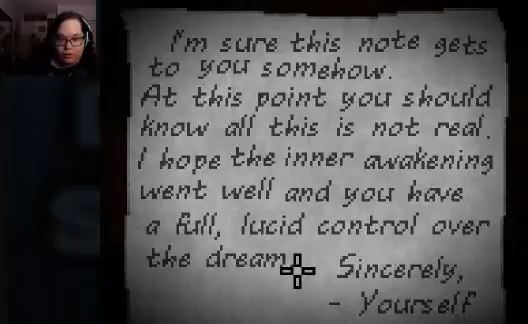 I'm sure this note gets
to you somehow.
At this point you should
know all this is not real.
I hope the inner awakening
went well and you have
a full, lucid control over
the dream.
Sincerely,
- Yourself